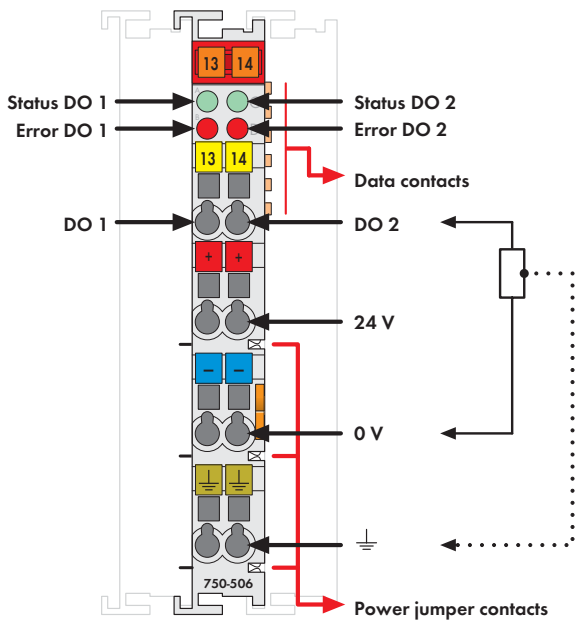 13 14
Status DO 1
Status DO 2
Error DO 1
Error DO 2
13 14
Data contacts
DO 1
DO 2
+ +
24 V
− −
0 V
750-506
Power jumper contacts